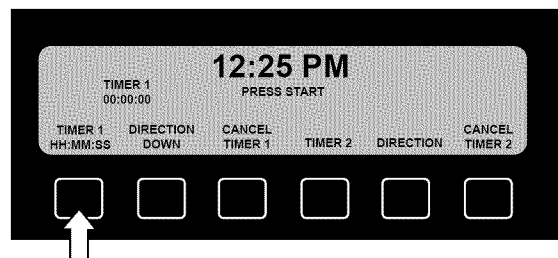 12:25 PM
TIMER 1
00:00:00
PRESS START
TIMER 1
HH:MM:SS
DIRECTION
DOWN
CANCEL
TIMER 1
TIMER 2
DIRECTION
CANCEL
TIMER 2